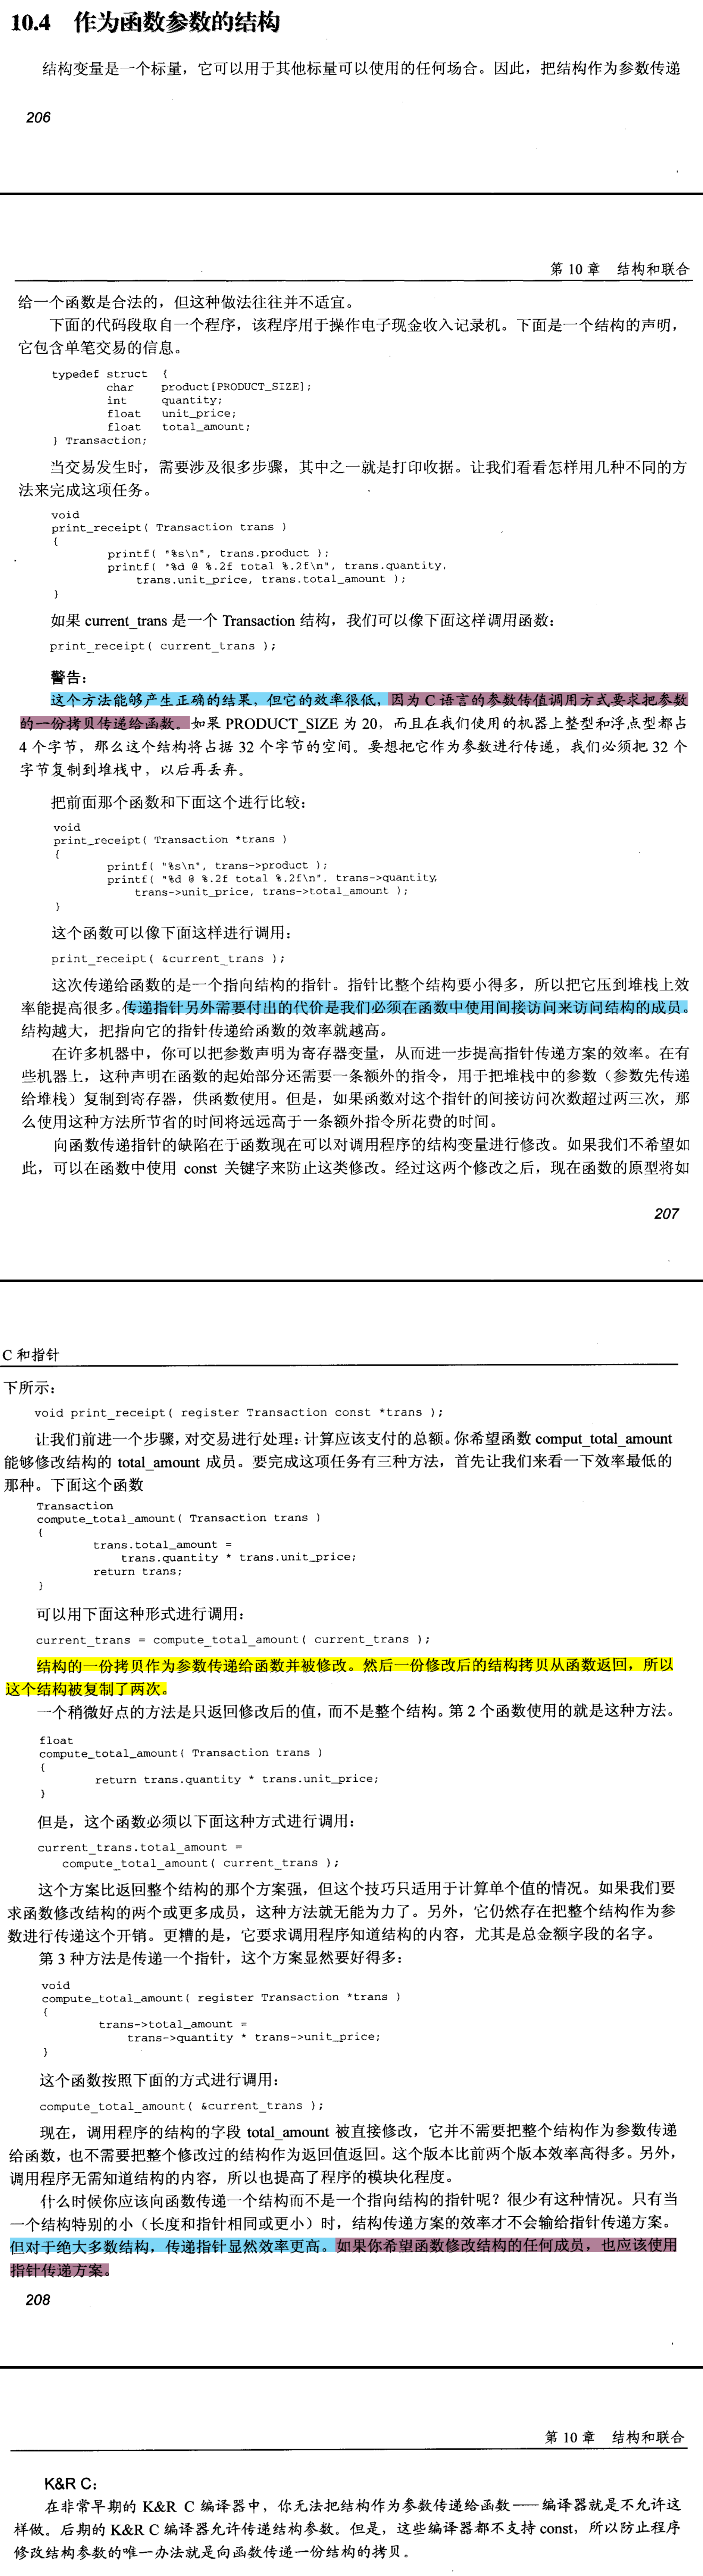 10.4 作为函数参数的结构
结构变量是一个标量，它可以用于其他标量可以使用的任何场合。因此，把结构作为参数传递
206
第 10 章 结构和联合
给一个函数是合法的，但这种做法往往并不适宜。
下面的代码段取自一个程序，该程序用于操作电子现金收入记录机。下面是一个结构的声明，
它包含单笔交易的信息。
typedef struct {
char product[PRODUCT_SIZE];
int quantity;
float unit_price;
float total_amount;
} Transaction;
当交易发生时，需要涉及很多步骤，其中之一就是打印收据。让我们看看怎样用几种不同的方
法来完成这项任务。
void
print_receipt( Transaction trans )
{
printf( "%s\n", trans.product );
printf( "%d @ %.2f total %.2f\n", trans.quantity,
trans.unit_price, trans.total_amount );
}
如果 current_trans 是一个 Transaction 结构，我们可以像下面这样调用函数：
print_receipt( current_trans );
警告：
这个方法能够产生正确的结果，但它的效率很低，因为 C 语言的参数传值调用方式要求把参数
的一份拷贝传递给函数。如果 PRODUCT_SIZE 为 20，而且在我们使用的机器上整型和浮点型都占
4 个字节，那么这个结构将占据 32 个字节的空间。要想把它作为参数进行传递，我们必须把 32 个
字节复制到堆栈中，以后再丢弃。
把前面那个函数和下面这个进行比较：
void
print_receipt( Transaction *trans )
{
printf( "%s\n", trans->product );
printf( "%d @ %.2f total %.2f\n", trans->quantity,
trans->unit_price, trans->total_amount );
}
这个函数可以像下面这样进行调用：
print_receipt( &current_trans );
这次传递给函数的是一个指向结构的指针。指针比整个结构要小得多，所以把它压到堆栈上效
率能提高很多。传递指针另外需要付出的代价是我们必须在函数中使用间接访问来访问结构的成员。
结构越大，把指向它的指针传递给函数的效率就越高。
在许多机器中，你可以把参数声明为寄存器变量，从而进一步提高指针传递方案的效率。在有
些机器上，这种声明在函数的起始部分还需要一条额外的指令，用于把堆栈中的参数（参数先传递
给堆栈）复制到寄存器，供函数使用。但是，如果函数对这个指针的间接访问次数超过两三次，那
么使用这种方法所节省的时间将远远高于一条额外指令所花费的时间。
向函数传递指针的缺陷在于函数现在可以对调用程序的结构变量进行修改。如果我们不希望如
此，可以在函数中使用 const 关键字来防止这类修改。经过这两个修改之后，现在函数的原型将如
207
C 和指针
下所示：
void print_receipt( register Transaction const *trans );
让我们前进一个步骤，对交易进行处理：计算应该支付的总额。你希望函数 comput_total_amount
能够修改结构的 total_amount 成员。要完成这项任务有三种方法，首先让我们来看一下效率最低的
那种。下面这个函数
Transaction
compute_total_amount( Transaction trans )
{
trans.total_amount =
trans.quantity * trans.unit_price;
return trans;
}
可以用下面这种形式进行调用：
current_trans = compute_total_amount( current_trans );
结构的一份拷贝作为参数传递给函数并被修改。然后一份修改后的结构拷贝从函数返回，所以
这个结构被复制了两次。
一个稍微好点的方法是只返回修改后的值，而不是整个结构。第 2 个函数使用的就是这种方法。
float
compute_total_amount( Transaction trans )
{
return trans.quantity * trans.unit_price;
}
但是，这个函数必须以下面这种方式进行调用：
current_trans.total_amount =
compute_total_amount( current_trans );
这个方案比返回整个结构的那个方案强，但这个技巧只适用于计算单个值的情况。如果我们要
求函数修改结构的两个或更多成员，这种方法就无能为力了。另外，它仍然存在把整个结构作为参
数进行传递这个开销。更糟的是，它要求调用程序知道结构的内容，尤其是总金额字段的名字。
第 3 种方法是传递一个指针，这个方案显然要好得多：
void
compute_total_amount( register Transaction *trans )
{
trans->total_amount =
trans->quantity * trans->unit_price;
}
这个函数按照下面的方式进行调用：
compute_total_amount( &current_trans );
现在，调用程序的结构的字段 total_amount 被直接修改，它并不需要把整个结构作为参数传递
给函数，也不需要把整个修改过的结构作为返回值返回。这个版本比前两个版本效率高得多。另外，
调用程序无需知道结构的内容，所以也提高了程序的模块化程度。
什么时候你应该向函数传递一个结构而不是一个指向结构的指针呢？很少有这种情况。只有当
一个结构特别的小（长度和指针相同或更小）时，结构传递方案的效率才不会输给指针传递方案。
但对于绝大多数结构，传递指针显然效率更高。如果你希望函数修改结构的任何成员，也应该使用
指针传递方案。
208
第 10 章 结构和联合
K&R C：
在非常早期的 K&R C 编译器中，你无法把结构作为参数传递给函数——编译器就是不允许这
样做。后期的 K&R C 编译器允许传递结构参数。但是，这些编译器都不支持 const，所以防止程序
修改结构参数的唯一办法就是向函数传递一份结构的拷贝。